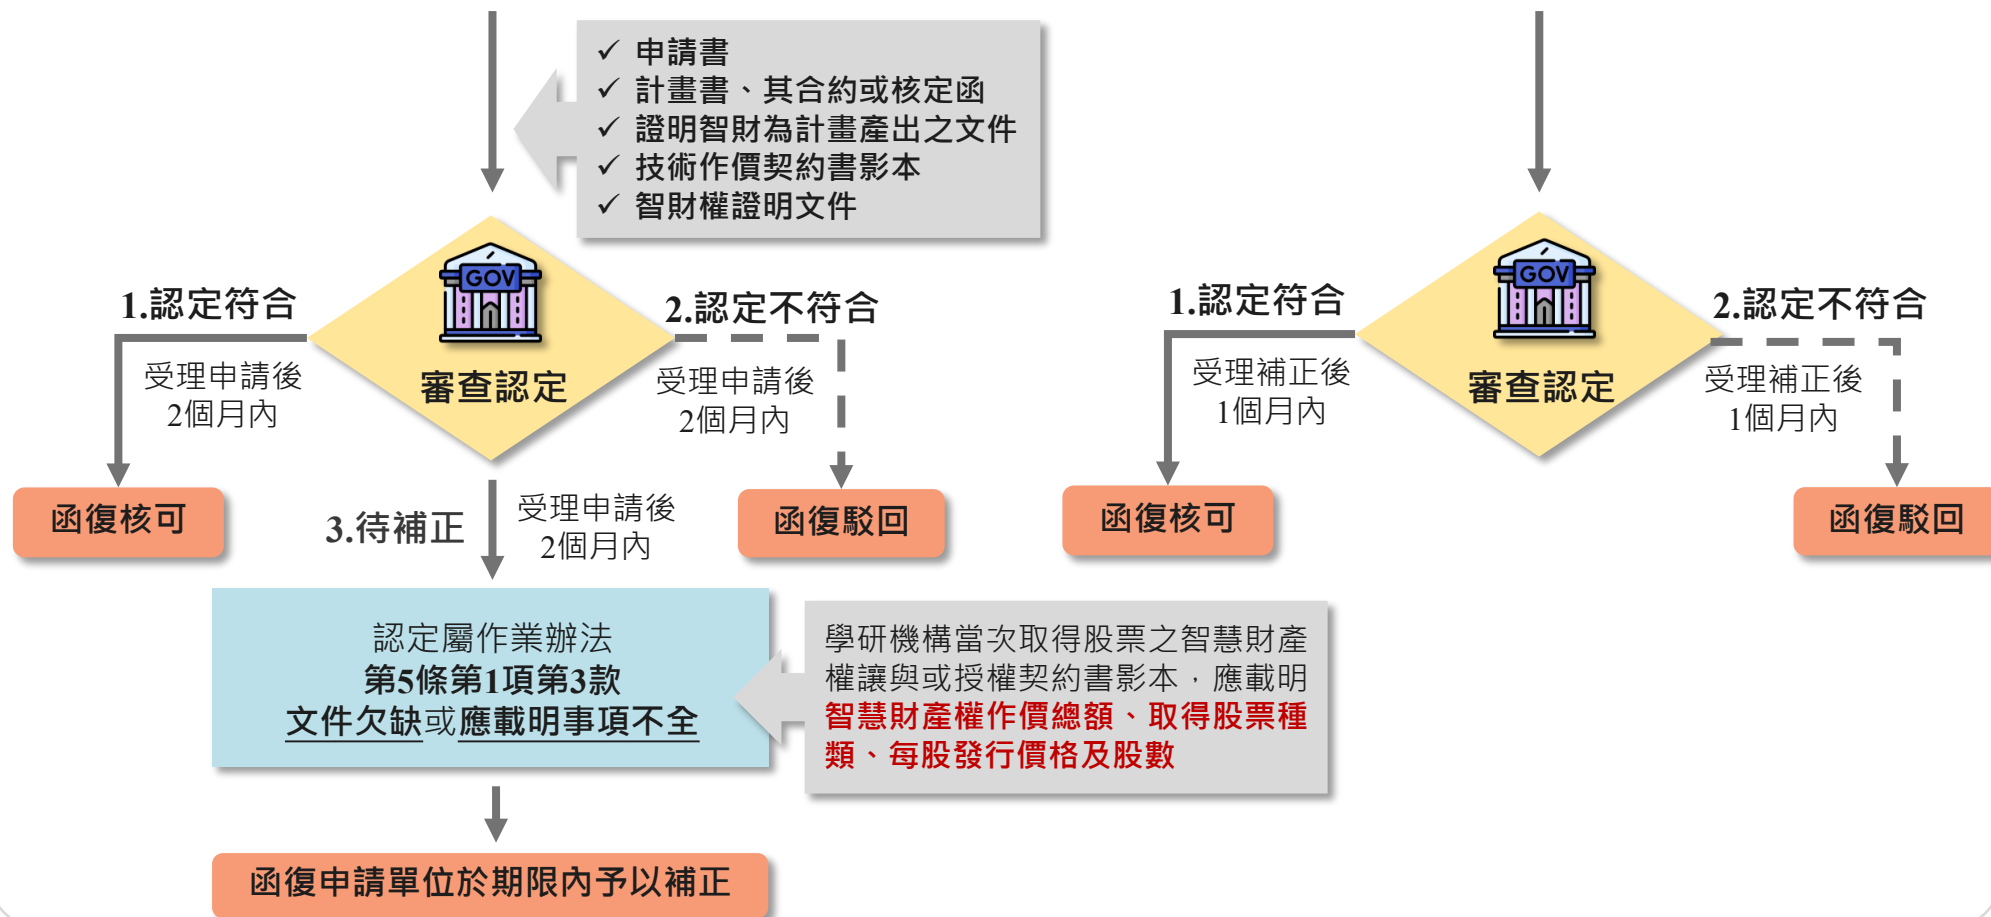 申請書
計畫書、其合約或核定函
證明智財為計畫產出之文件
技術作價契約書影本
智財權證明文件
GOV
審查認定
1.認定符合
受理申請後
2個月內
函復核可
2.認定不符合
受理申請後
2個月內
函復駁回
3.待補正
受理申請後
2個月內
認定屬作業辦法
第5條第1項第3款
文件欠缺或應載明事項不全
學研機構當次取得股票之智慧財產
權讓與或授權契約書影本，應載明
智慧財產權作價總額、取得股票種
類、每股發行價格及股數
函復申請單位於期限內予以補正
GOV
審查認定
1.認定符合
受理補正後
1個月內
函復核可
2.認定不符合
受理補正後
1個月內
函復駁回